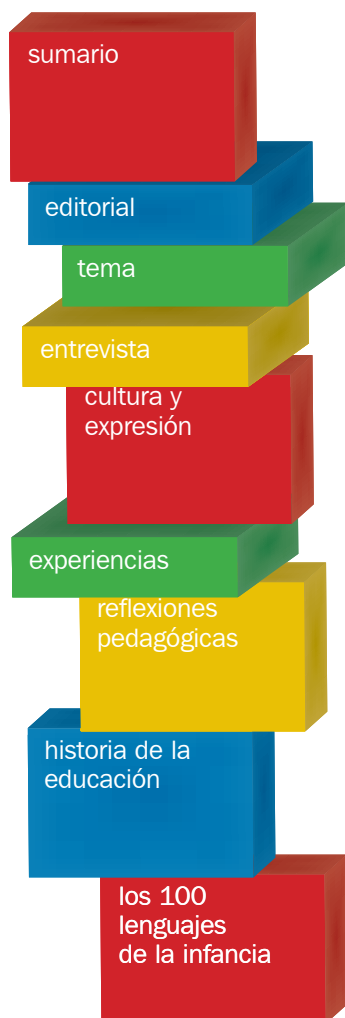 sumario
editorial
tema
entrevista
cultura y
expresión
experiencias
reflexiones
pedagógicas
historia de la
educación
los 100
lenguajes
de la infancia